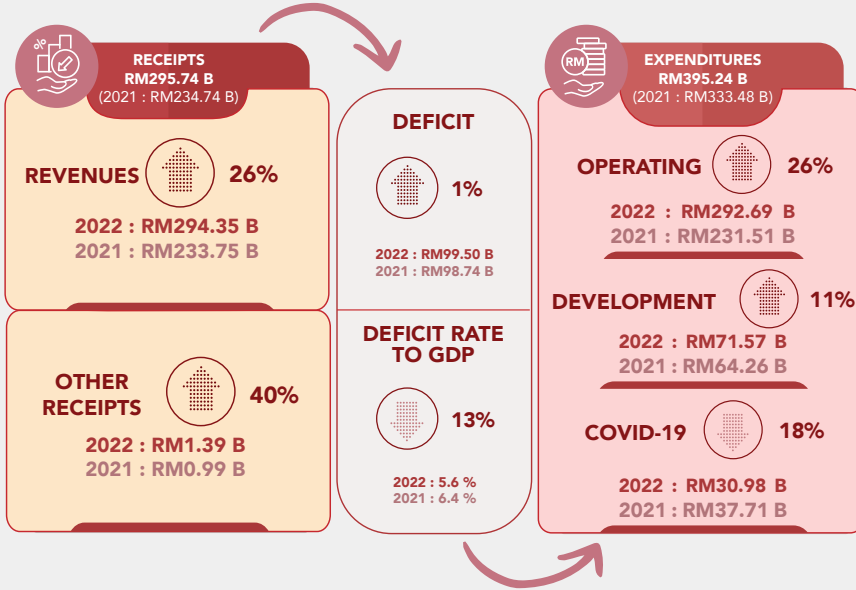 %
RECEIPTS
RM295.74 B
(2021 : RM234.74 B)
REVENUES
26%
2022 : RM294.35 B
2021 : RM233.75 B
OTHER
RECEIPTS
40%
2022 : RM1.39 B
2021 : RM0.99 B
DEFICIT
1%
2022 : RM99.50 B
2021 : RM98.74 B
DEFICIT RATE
TO GDP
13%
2022 : 5.6 %
2021 : 6.4 %
RM
EXPENDITURES
RM395.24 B
(2021 : RM333.48 B)
OPERATING
26%
2022 : RM292.69 B
2021 : RM231.51 B
DEVELOPMENT
11%
2022 : RM71.57 B
2021 : RM64.26 B
COVID-19
18%
2022 : RM30.98 B
2021 : RM37.71 B